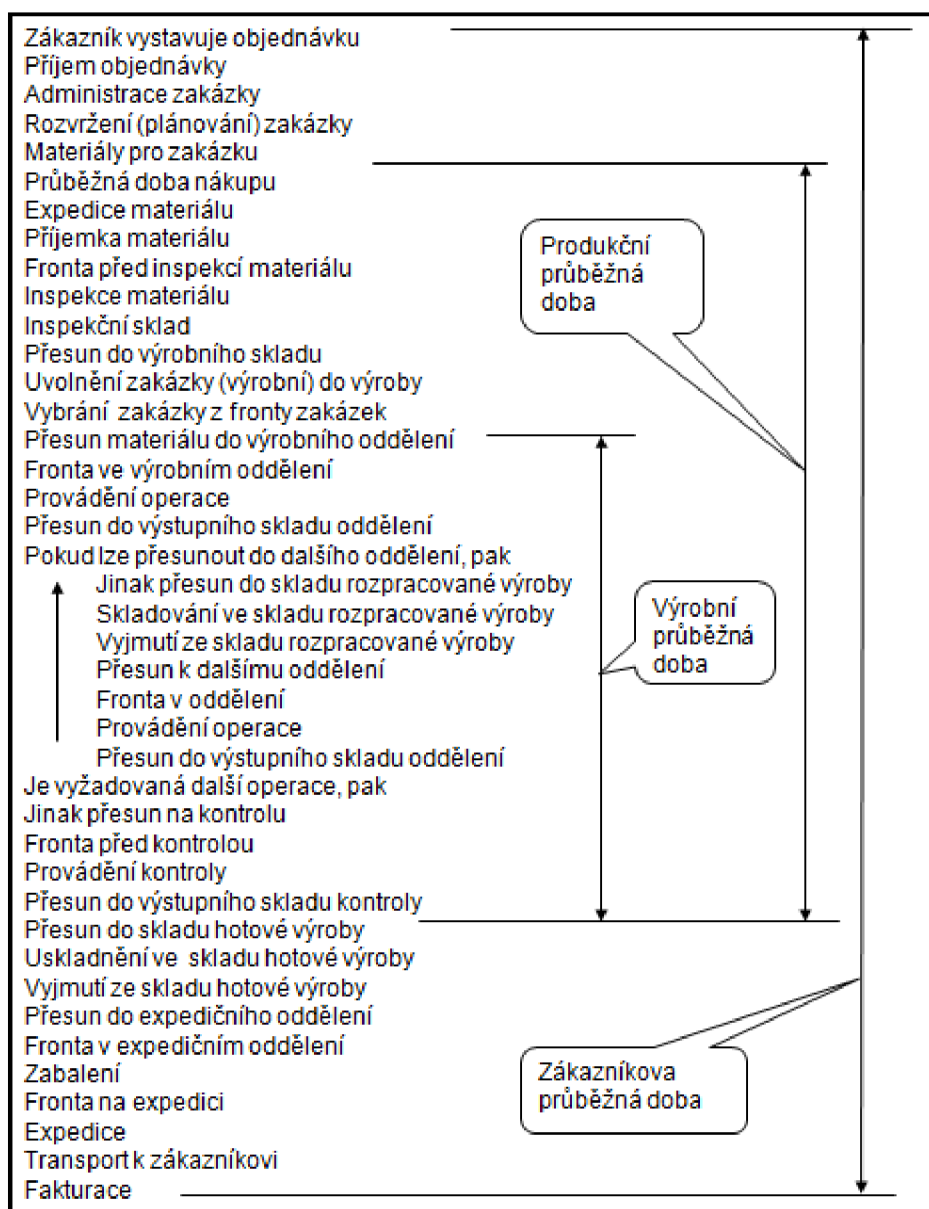 Zákazník vystavuje objednávku
Příjem objednávky
Administrace zakázky
Rozvržení (plánování) zakázky
Materiály pro zakázku
Průběžná doba nákupu
Expedice materiálu
Příjemka materiálu
Fronta před inspekcí materiálu
Inspekce materiálu
Inspekční sklad
Přesun do výrobního skladu
Uvolnění zakázky (výrobní) do výroby
Vybrání zakázky z fronty zakázek
Přesun materiálu do výrobního oddělení
Fronta ve výrobním oddělení
Provádění operace
Přesun do výstupního skladu oddělení
Pokud lze přesunout do dalšího oddělení, pak
Jinak přesun do skladu rozpracované výroby
Skladování ve skladu rozpracované výroby
Vyjmutí ze skladu rozpracované výroby
Přesun k dalšímu oddělení
Fronta v oddělení
Provádění operace
Přesun do výstupního skladu oddělení
Je vyžadovaná další operace, pak
Jinak přesun na kontrolu
Fronta před kontrolou
Provádění kontroly
Přesun do výstupního skladu kontroly
Přesun do skladu hotové výroby
Uskladnění ve skladu hotové výroby
Vyjmutí ze skladu hotové výroby
Přesun do expedičního oddělení
Fronta v expedičním oddělení
Zabalení
Fronta na expedici
Expedice
Transport k zákazníkovi
Fakturace
Produkční
průběžná
doba
Výrobní
průběžná
doba
Zákazníkova
průběžná doba